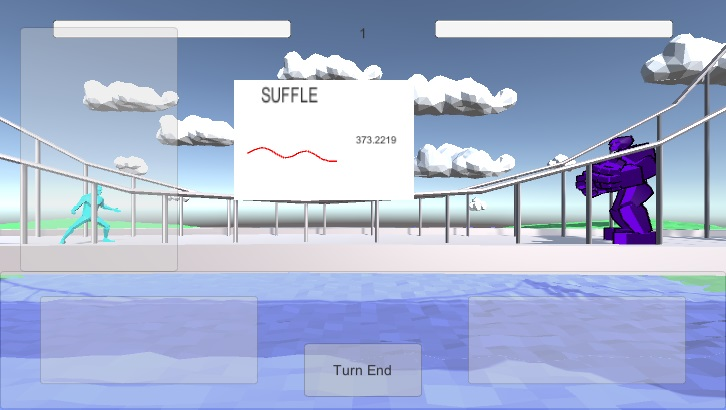 1
SUFFLE
373.2219
Turn End